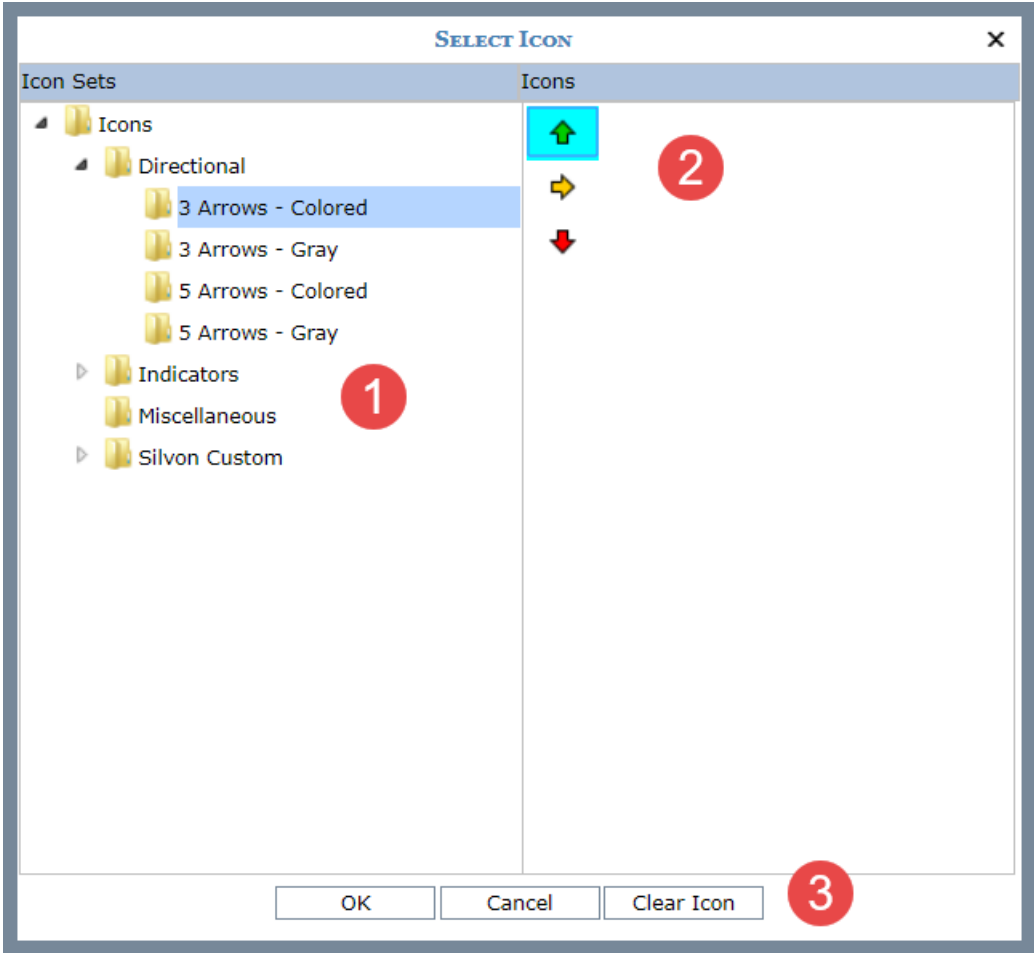 Select Icon
Icon Sets
Icons
Icons
Directional
3 Arrows - Colored
3 Arrows - Gray
5 Arrows - Colored
5 Arrows - Gray
Indicators
Miscellaneous
Silvon Custom
1
2
OK
Cancel
Clear Icon
3